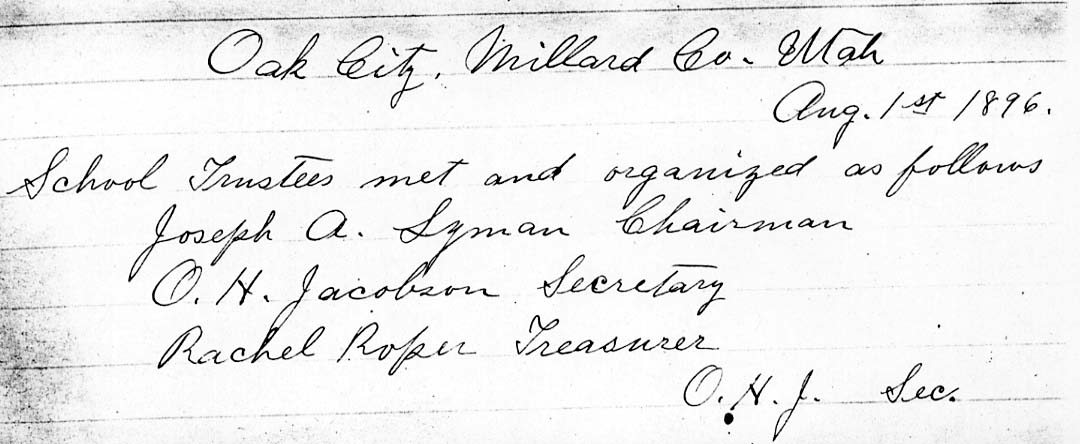 Oak City, Millard Co. Utah
Aug. 1st 1896.
School Trustees met and organized as follows
Joseph A. Lyman Chairman
O. H. Jacobson Secretary
Rachel Roper Treasurer
O. H. J. Sec.